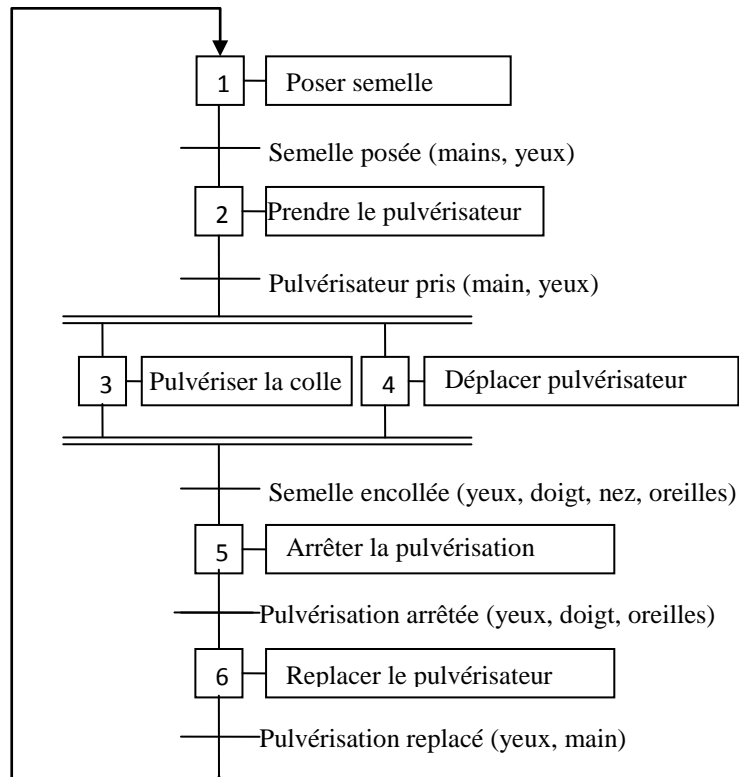 1 Poser semelle
Semelle posée (mains, yeux)
2 Prendre le pulvérisateur
Pulvérisateur pris (main, yeux)
3 Pulvériser la colle 4 Déplacer pulvérisateur
Semelle encollée (yeux, doigt, nez, oreilles)
5 Arrêter la pulvérisation
Pulvérisation arrêtée (yeux, doigt, oreilles)
6 Replacer le pulvérisateur
Pulvérisation replacé (yeux, main)